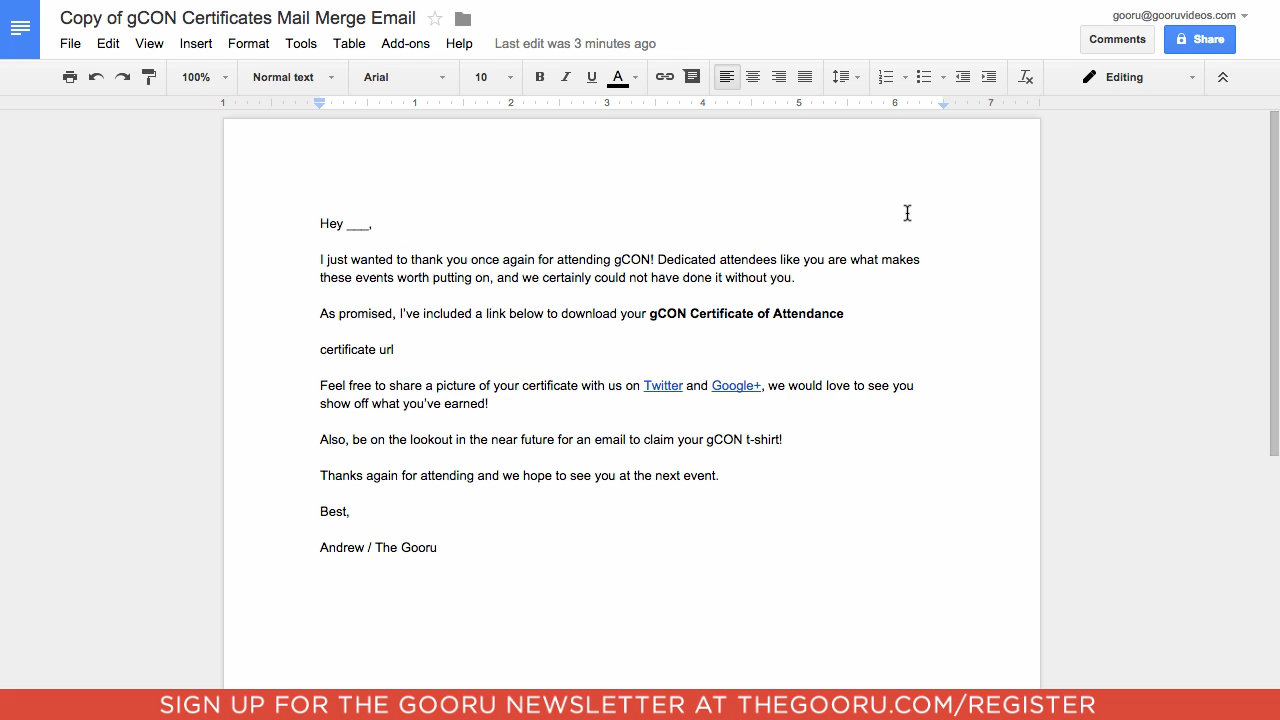 Copy of gCON Certificates Mail Merge Email
gooru@gooruvideos.com
File Edit View Insert Format Tools Table Add-ons Help Last edit was 3 minutes ago
Comments Share
100% Normal text Arial 10 B I U A Editing
1 1 2 3 4 5 6 7
Hey ___,
I just wanted to thank you once again for attending gCON! Dedicated attendees like you are what makes
these events worth putting on, and we certainly could not have done it without you.
As promised, I've included a link below to download your gCON Certificate of Attendance
certificate url
Feel free to share a picture of your certificate with us on Twitter and Google+, we would love to see you
show off what you've earned!
Also, be on the lookout in the near future for an email to claim your gCON t-shirt!
Thanks again for attending and we hope to see you at the next event.
Best,
Andrew / The Gooru
SIGN UP FOR THE GOORU NEWSLETTER AT THEGOORU.COM/REGISTER